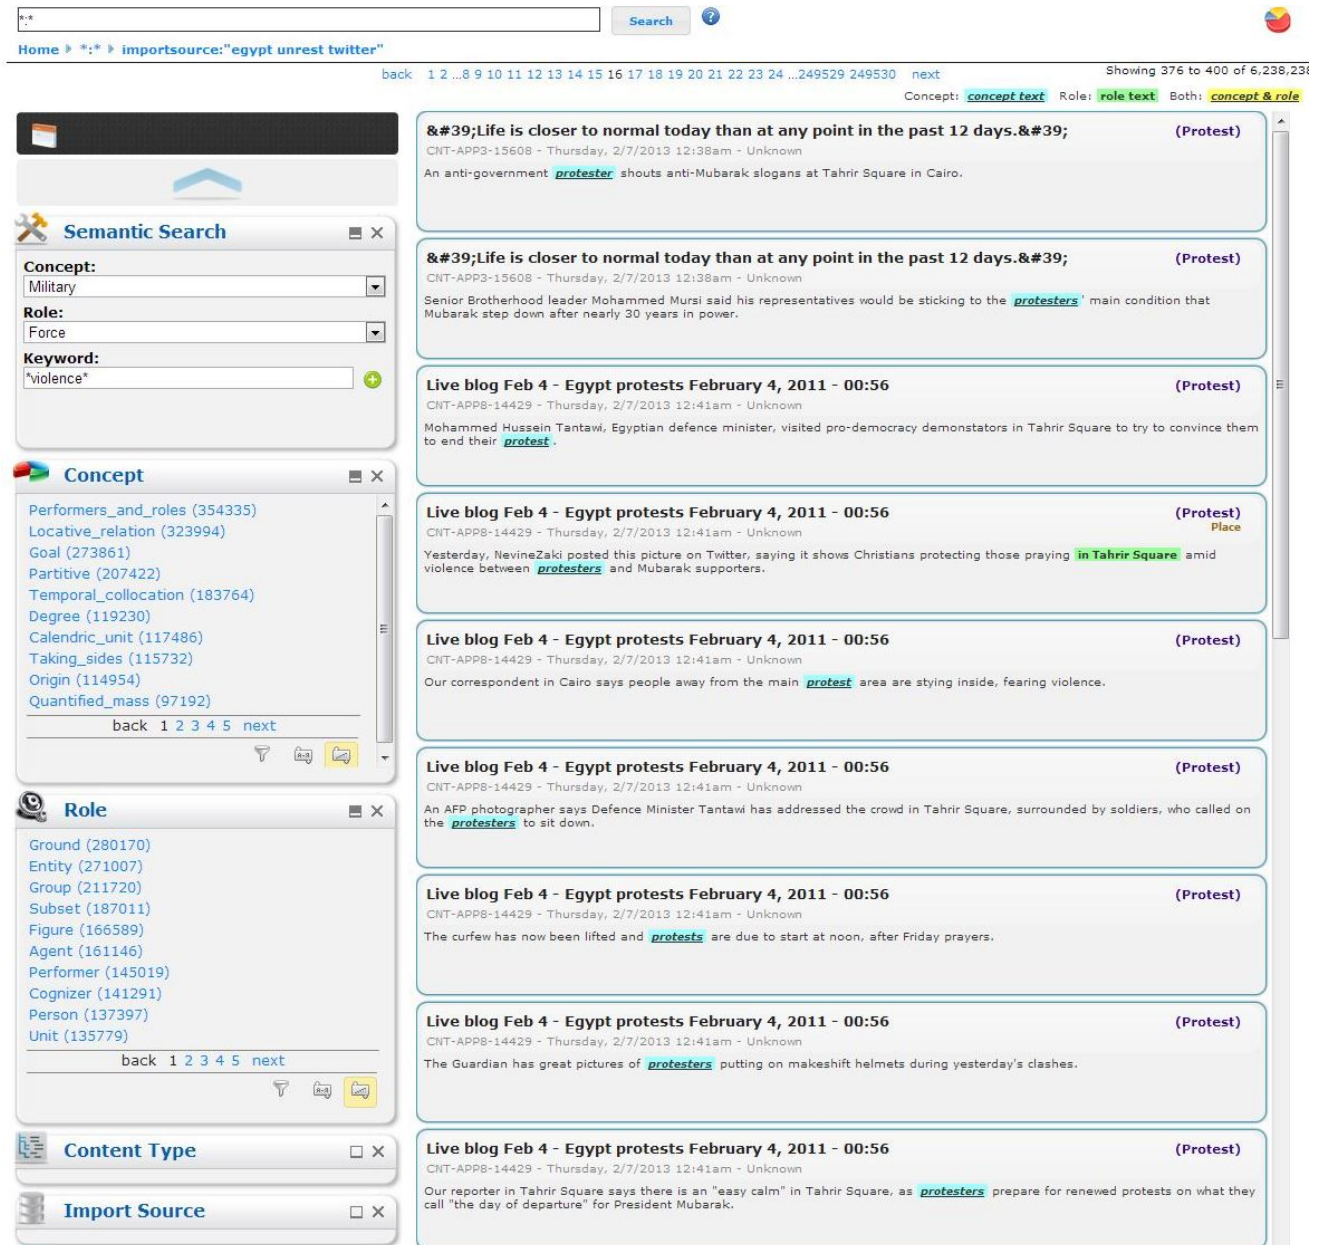 *:*
Search
Home *:* importsource:"egypt unrest twitter"
back 1 2 ...8 9 10 11 12 13 14 15 16 17 18 19 20 21 22 23 24 ...249529 249530 next
Showing 376 to 400 of 6,238,238
Concept: concept text Role: role text Both: concept & role
Semantic Search
Concept:
Military
Role:
Force
Keyword:
*violence*
Concept
Performers_and_roles (354335)
Locative_relation (323994)
Goal (273861)
Partitive (207422)
Temporal_collocation (183764)
Degree (119230)
Calendric_unit (117486)
Taking_sides (115732)
Origin (114954)
Quantified_mass (97192)
back 1 2 3 4 5 next
Role
Ground (280170)
Entity (271007)
Group (211720)
Subset (187011)
Figure (166589)
Agent (161146)
Performer (145019)
Cognizer (141291)
Person (137397)
Unit (135779)
back 1 2 3 4 5 next
Content Type
Import Source
&#39;Life is closer to normal today than at any point in the past 12 days.&#39; (Protest)
CNT-APP3-15608 - Thursday, 2/7/2013 12:38am - Unknown
An anti-government protester shouts anti-Mubarak slogans at Tahrir Square in Cairo.
&#39;Life is closer to normal today than at any point in the past 12 days.&#39; (Protest)
CNT-APP3-15608 - Thursday, 2/7/2013 12:38am - Unknown
Senior Brotherhood leader Mohammed Mursi said his representatives would be sticking to the protesters' main condition that
Mubarak step down after nearly 30 years in power.
Live blog Feb 4 - Egypt protests February 4, 2011 - 00:56 (Protest)
CNT-APP8-14429 - Thursday, 2/7/2013 12:41am - Unknown
Mohammed Hussein Tantawi, Egyptian defence minister, visited pro-democracy demonstators in Tahrir Square to try to convince them
to end their protest.
Live blog Feb 4 - Egypt protests February 4, 2011 - 00:56 (Protest)
CNT-APP8-14429 - Thursday, 2/7/2013 12:41am - Unknown Place
Yesterday, NevineZaki posted this picture on Twitter, saying it shows Christians protecting those praying in Tahrir Square amid
violence between protesters and Mubarak supporters.
Live blog Feb 4 - Egypt protests February 4, 2011 - 00:56 (Protest)
CNT-APP8-14429 - Thursday, 2/7/2013 12:41am - Unknown
Our correspondent in Cairo says people away from the main protest area are stying inside, fearing violence.
Live blog Feb 4 - Egypt protests February 4, 2011 - 00:56 (Protest)
CNT-APP8-14429 - Thursday, 2/7/2013 12:41am - Unknown
An AFP photographer says Defence Minister Tantawi has addressed the crowd in Tahrir Square, surrounded by soldiers, who called on
the protesters to sit down.
Live blog Feb 4 - Egypt protests February 4, 2011 - 00:56 (Protest)
CNT-APP8-14429 - Thursday, 2/7/2013 12:41am - Unknown
The curfew has now been lifted and protests are due to start at noon, after Friday prayers.
Live blog Feb 4 - Egypt protests February 4, 2011 - 00:56 (Protest)
CNT-APP8-14429 - Thursday, 2/7/2013 12:41am - Unknown
The Guardian has great pictures of protesters putting on makeshift helmets during yesterday's clashes.
Live blog Feb 4 - Egypt protests February 4, 2011 - 00:56 (Protest)
CNT-APP8-14429 - Thursday, 2/7/2013 12:41am - Unknown
Our reporter in Tahrir Square says there is an "easy calm" in Tahrir Square, as protesters prepare for renewed protests on what they
call "the day of departure" for President Mubarak.